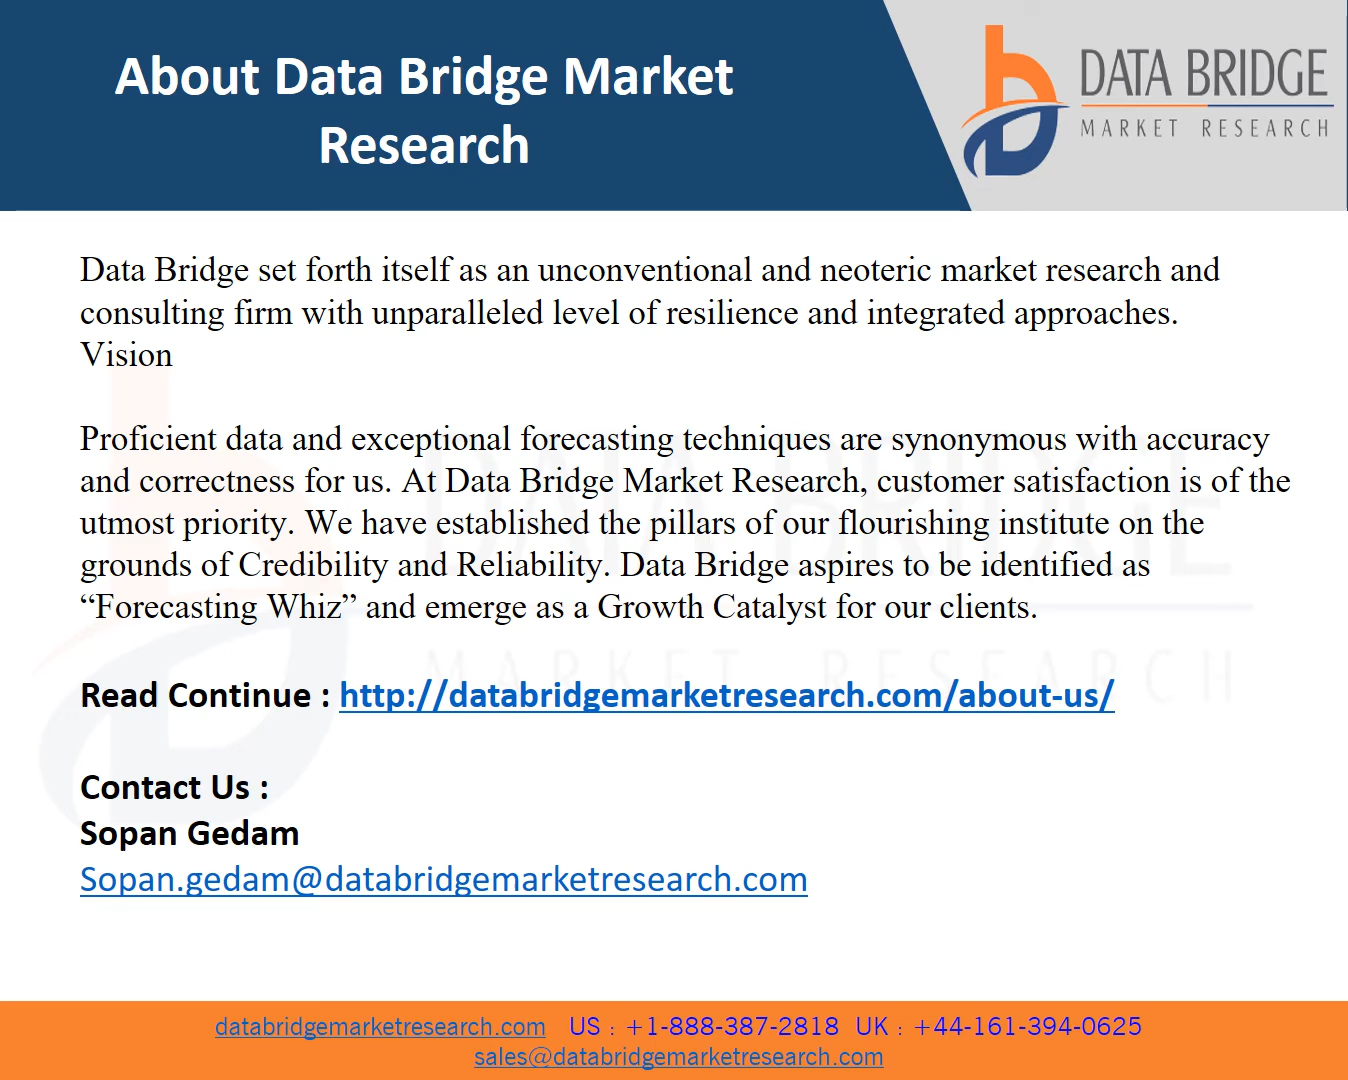 About Data Bridge Market
Research
DATA BRIDGE
MARKET RESEARCH
Data Bridge set forth itself as an unconventional and neoteric market research and
consulting firm with unparalleled level of resilience and integrated approaches.
Vision
Proficient data and exceptional forecasting techniques are synonymous with accuracy
and correctness for us. At Data Bridge Market Research, customer satisfaction is of the
utmost priority. We have established the pillars of our flourishing institute on the
grounds of Credibility and Reliability. Data Bridge aspires to be identified as
“Forecasting Whiz” and emerge as a Growth Catalyst for our clients.
DATA BRIDGE
MARKET RESEARCH
Read Continue : http://databridgemarketresearch.com/about-us/
Contact Us :
Sopan Gedam
Sopan.gedam@databridgemarketresearch.com
databridgemarketresearch.com US : +1-888-387-2818 UK : +44-161-394-0625
sales@databridgemarketresearch.com